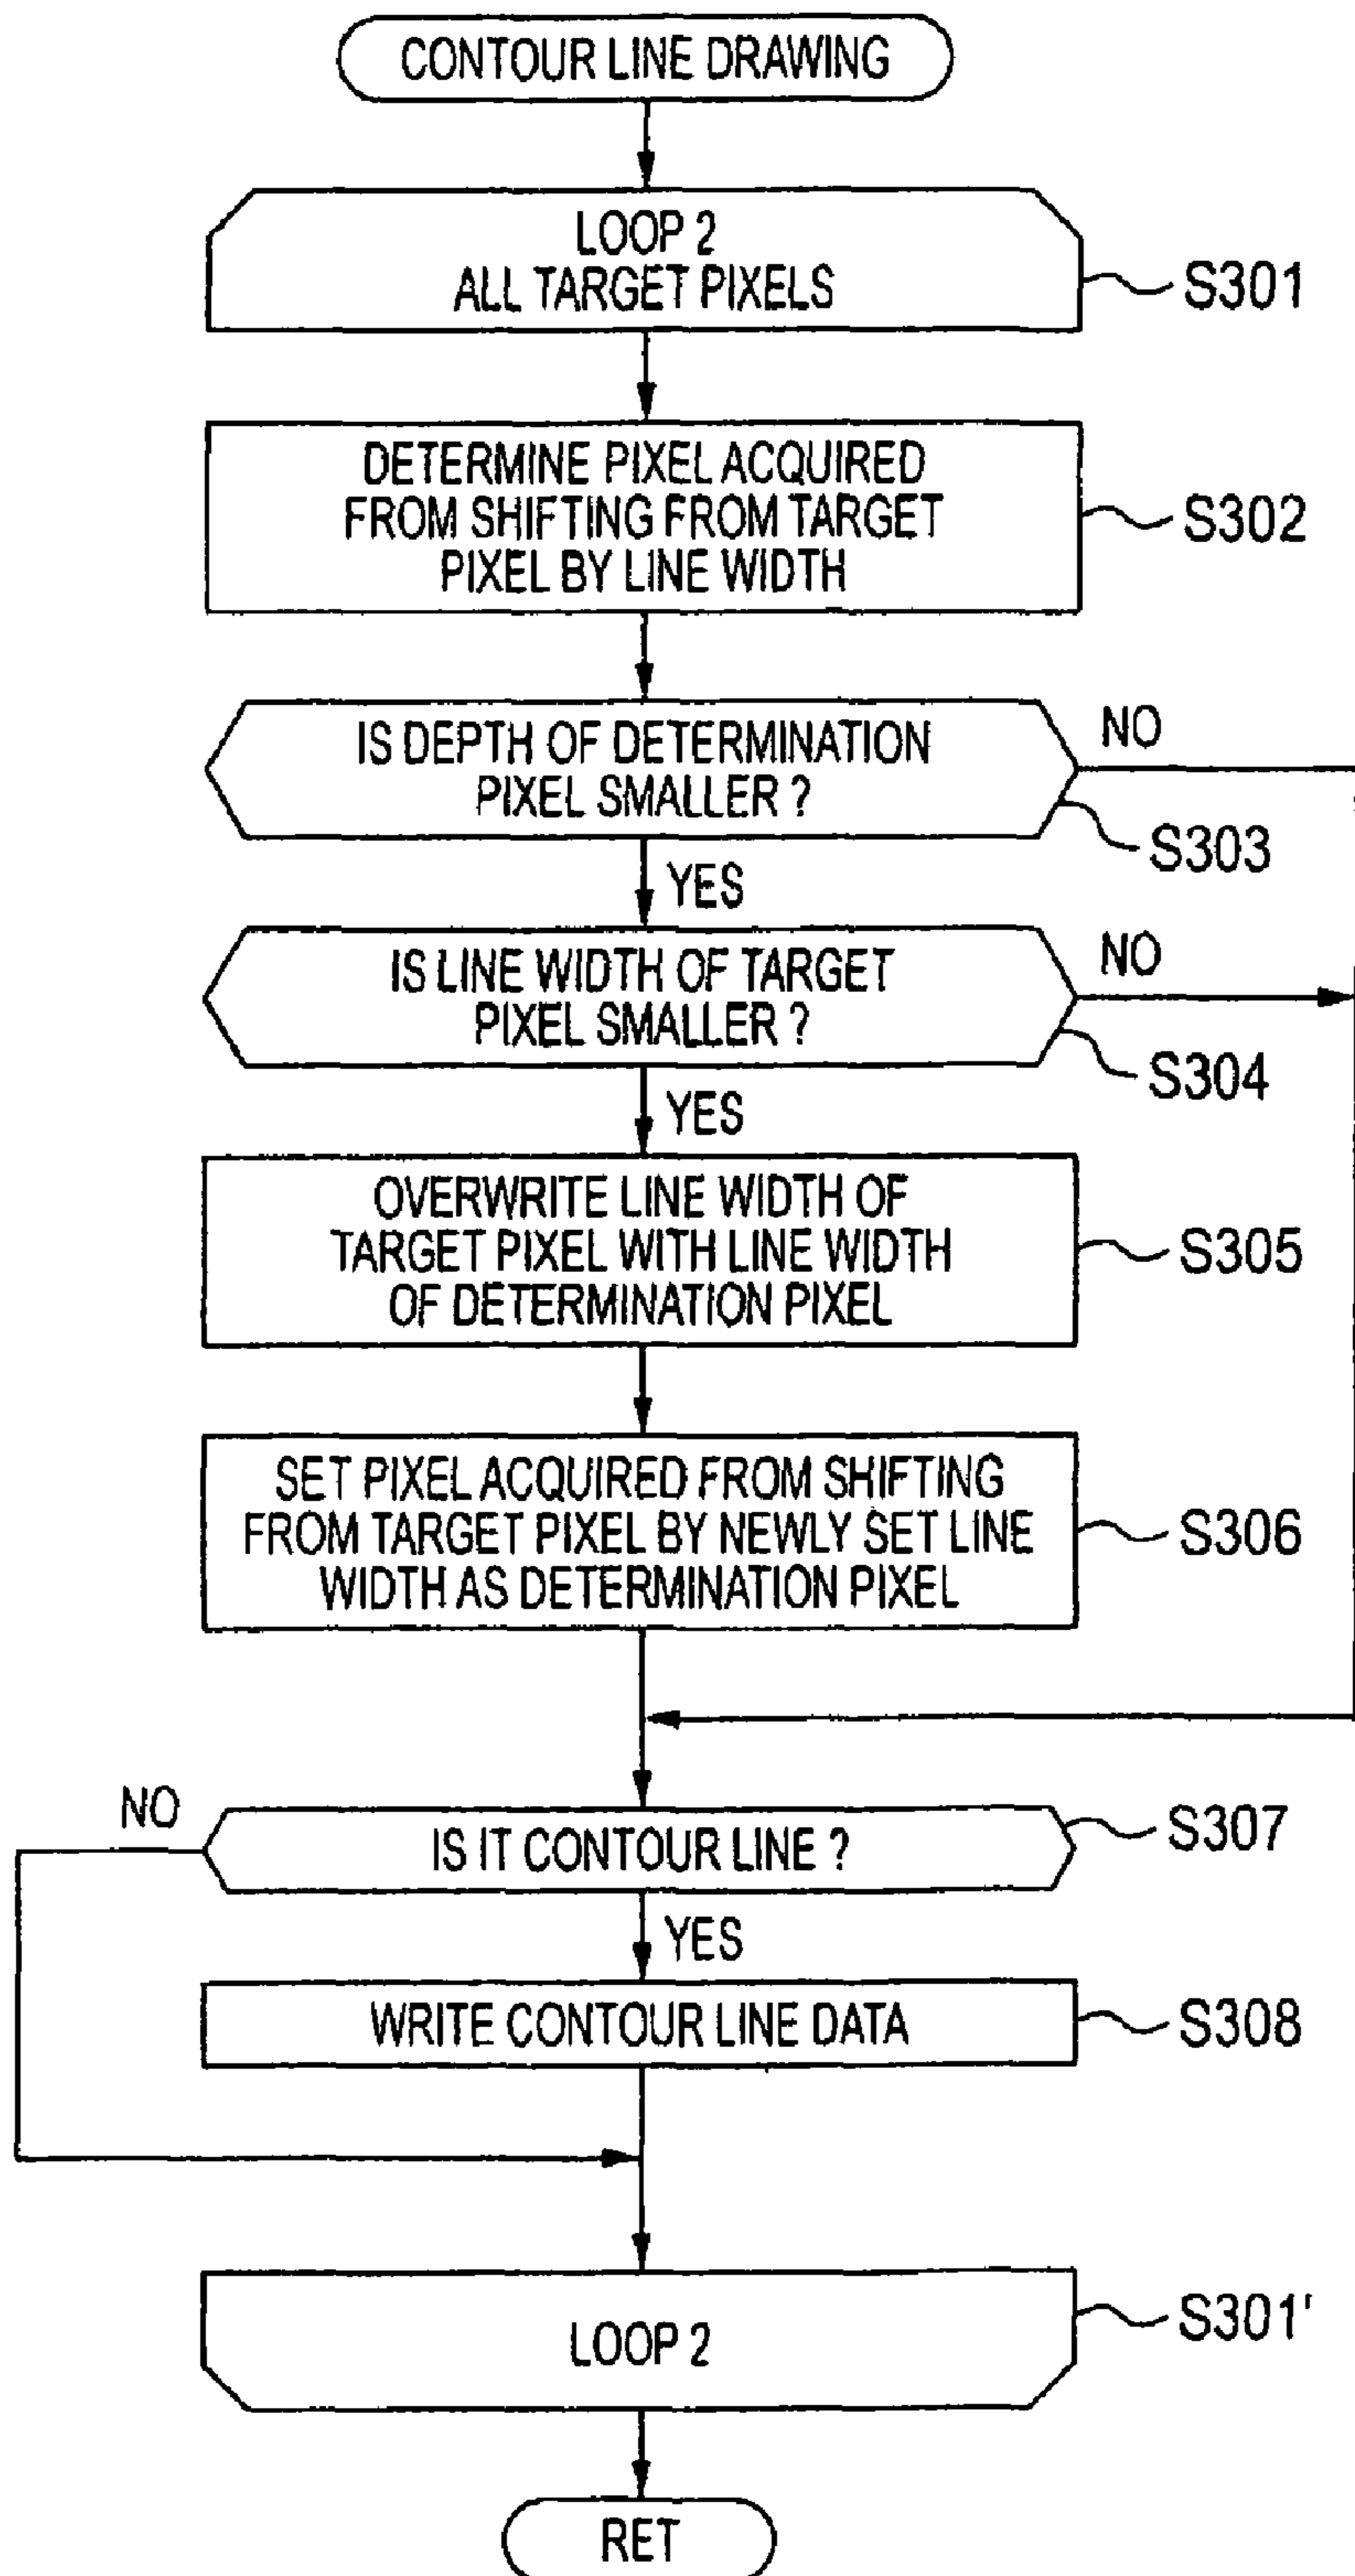 CONTOUR LINE DRAWING
LOOP 2
ALL TARGET PIXELS
S301
DETERMINE PIXEL ACQUIRED
FROM SHIFTING FROM TARGET
PIXEL BY LINE WIDTH
S302
IS DEPTH OF DETERMINATION
PIXEL SMALLER ?
NO
S303
YES
IS LINE WIDTH OF TARGET
PIXEL SMALLER ?
NO
S304
YES
OVERWRITE LINE WIDTH OF
TARGET PIXEL WITH LINE WIDTH
OF DETERMINATION PIXEL
S305
SET PIXEL ACQUIRED FROM SHIFTING
FROM TARGET PIXEL BY NEWLY SET LINE
WIDTH AS DETERMINATION PIXEL
S306
NO
IS IT CONTOUR LINE ?
S307
YES
WRITE CONTOUR LINE DATA
S308
LOOP 2
S301'
RET